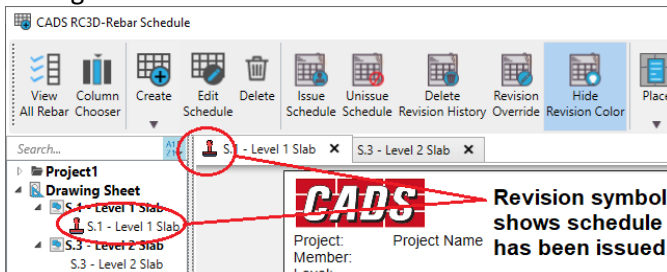 CADS RC3D-Rebar Schedule
View All Rebar
Column Chooser
Create
Edit Schedule
Delete
Issue Schedule
Unissue Schedule
Delete Revision History
Revision Override
Hide Revision Color
Place
Search...
S.1 - Level 1 Slab
S.3 - Level 2 Slab
Project1
Drawing Sheet
S.1 - Level 1 Slab
S.1 - Level 1 Slab
S.3 - Level 2 Slab
S.3 - Level 2 Slab
CADS
Project: Project Name
Member:
Revision symbol
shows schedule
has been issued